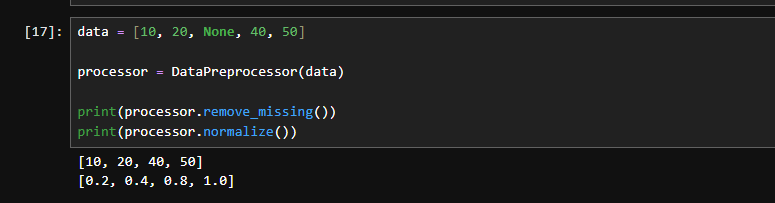 [17]: data = [10, 20, None, 40, 50]
processor = DataPreprocessor(data)
print(processor.remove_missing())
print(processor.normalize())
[10, 20, 40, 50]
[0.2, 0.4, 0.8, 1.0]